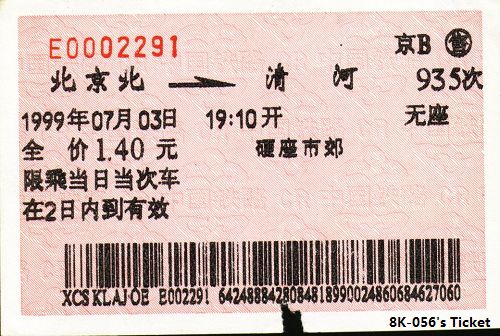 E0002291 京B 售
北京北 → 清河 935次
1999年07月03日 19:10开 无座
全价1.40元 硬座市郊
限乘当日当次车
在2日内到有效
XCSKLAJOE E002291 64248884280848189900248606846270​60
8K-056's Ticket